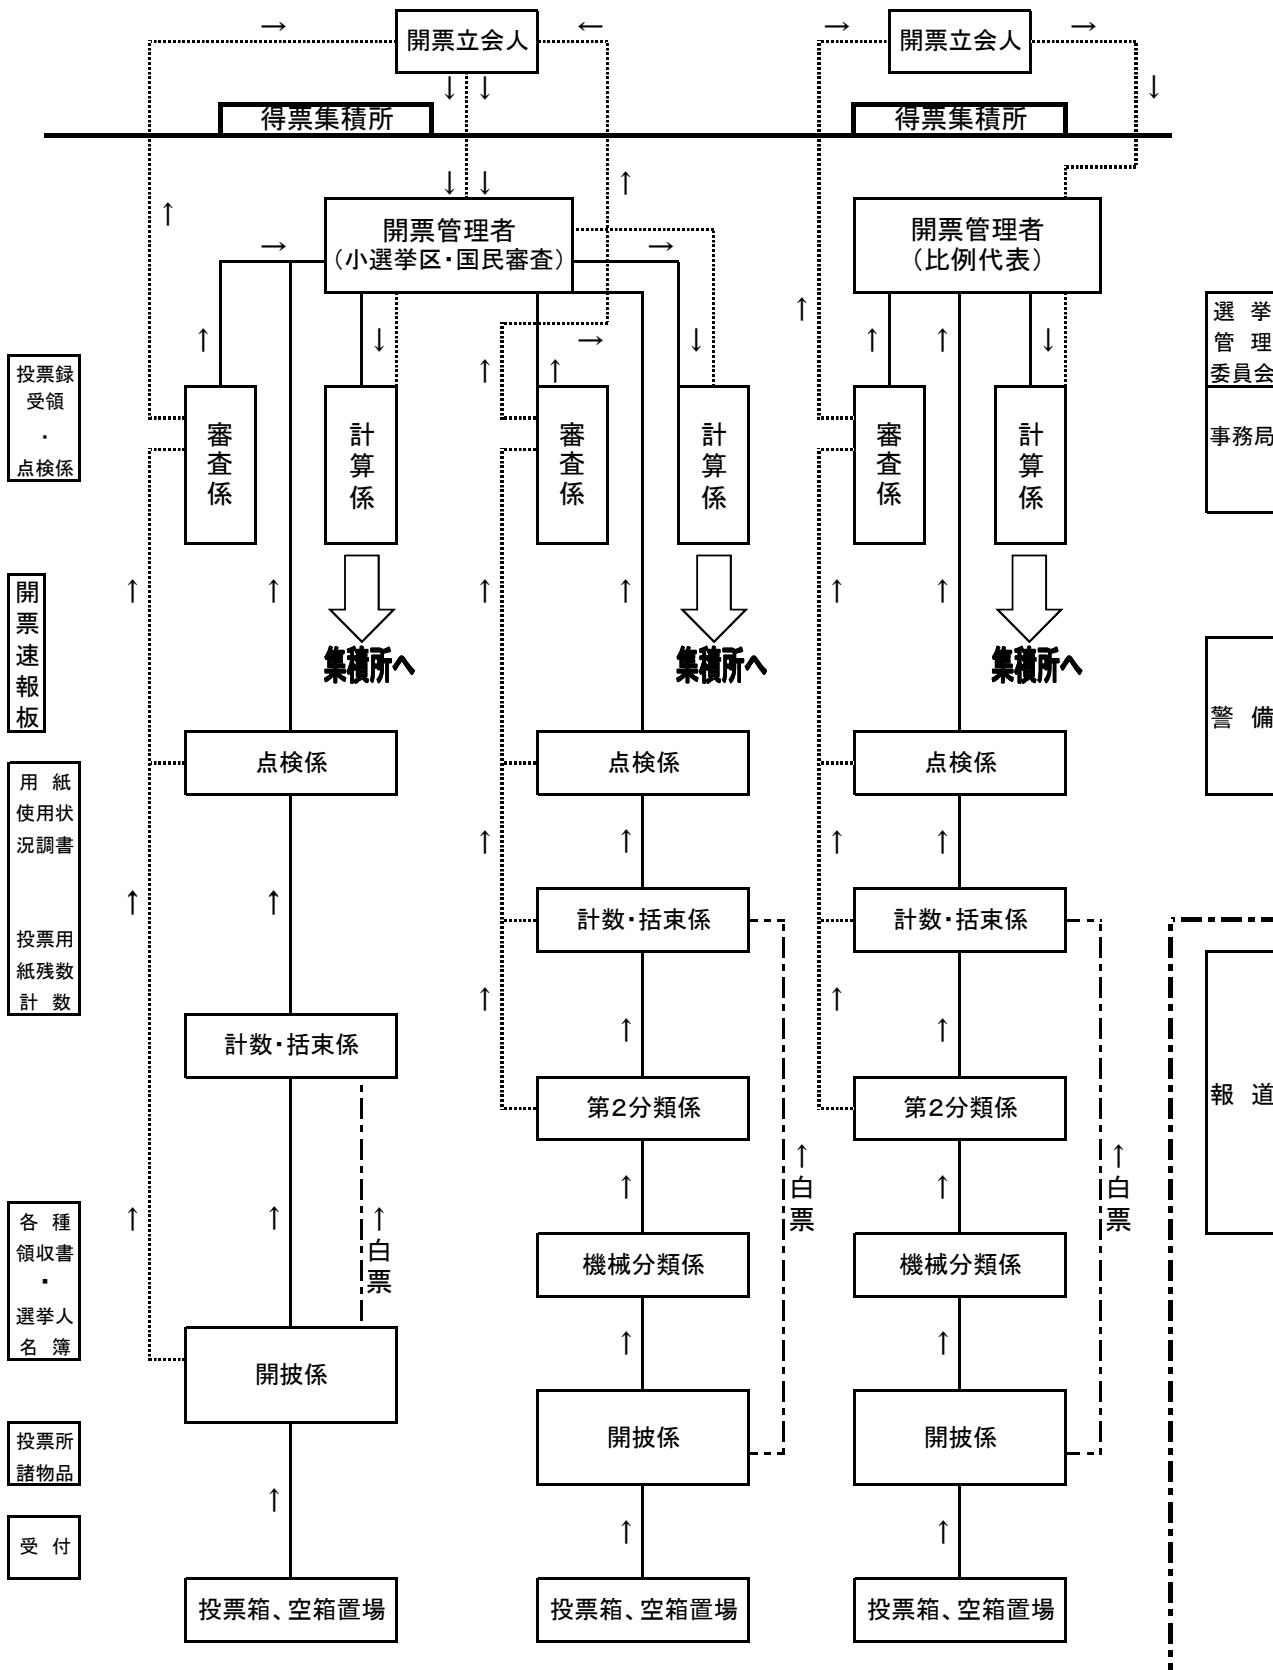 →
←
→
→
開票立会人
開票立会人
↓ ↓
↓
得票集積所
得票集積所
↓ ↓
↑
↑
開票管理者
（小選挙区・国民審査）
開票管理者
（比例代表）
→
→
↑
↑
↓
→
↓
↑
↑
↓
↑
↑
選 挙
管 理
委員会
事務局
投票録
受領
・
点検係
審査係
計算係
審査係
計算係
審査係
計算係
↑
↑
↑
↑
↑
↑
開票速報板
集積所へ
集積所へ
集積所へ
警 備
点検係
点検係
点検係
用 紙
使用状
況調書
投票用
紙残数
計 数
↑
↑
↑
↑
↑
↑
計数・括束係
計数・括束係
↑
↑
↑
↑
計数・括束係
第2分類係
第2分類係
報 道
↑
↑
↑白票
↑
↑白票
↑
↑白票
各 種
領収書
・
選挙人
名 簿
機械分類係
機械分類係
↑
↑
開披係
開披係
開披係
投票所
諸物品
↑
↑
↑
受 付
投票箱、空箱置場
投票箱、空箱置場
投票箱、空箱置場